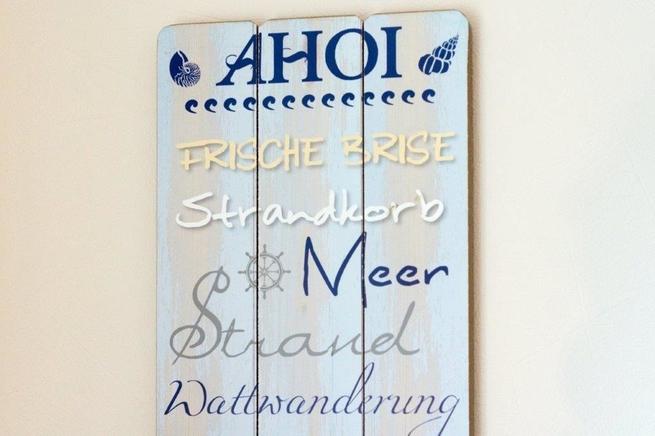 AHOI
FRISCHE BRISE
Strandkorb
Meer
Strand
Wattwanderung